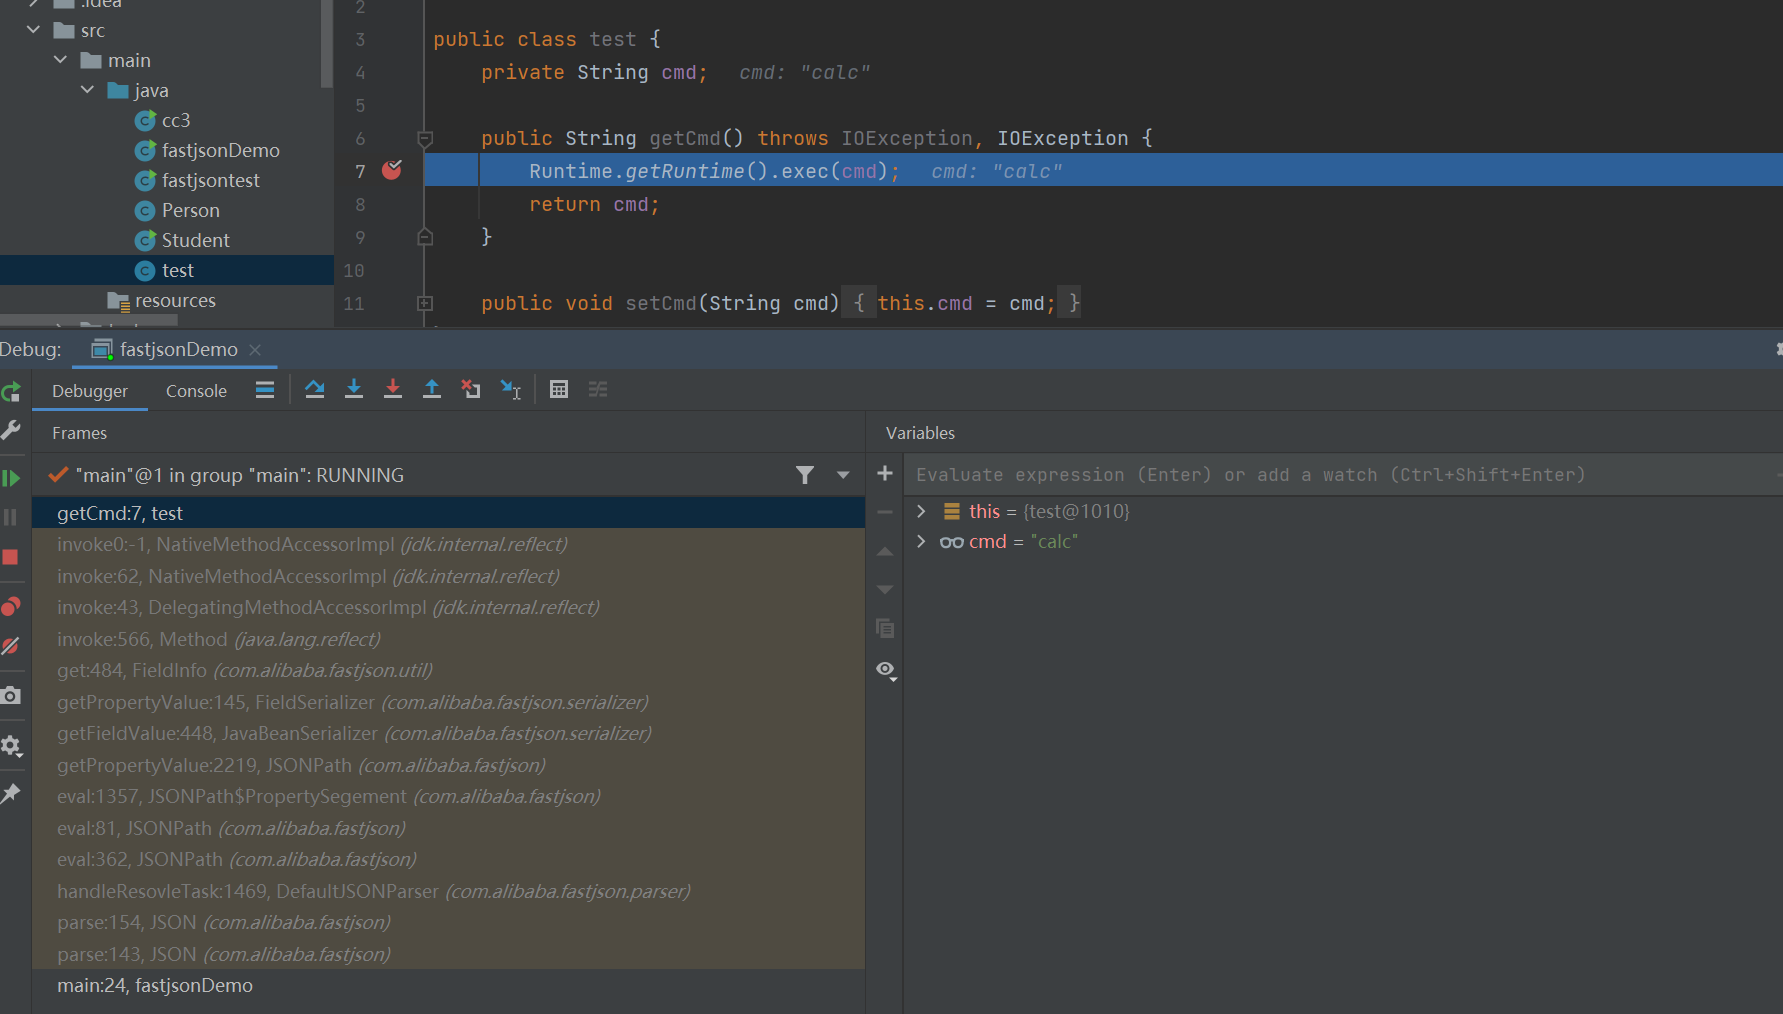 .idea
src
main
java
cc3
fastjsonDemo
fastjsontest
Person
Student
test
resources
2
3 public class test {
4 private String cmd; cmd: "calc"
5
6 public String getCmd() throws IOException, IOException {
7 Runtime.getRuntime().exec(cmd); cmd: "calc"
8 return cmd;
9 }
10
11 public void setCmd(String cmd) { this.cmd = cmd; }
Debug: fastjsonDemo
Debugger Console
Frames
"main"@1 in group "main": RUNNING
getCmd:7, test
invoke0:-1, NativeMethodAccessorImpl (jdk.internal.reflect)
invoke:62, NativeMethodAccessorImpl (jdk.internal.reflect)
invoke:43, DelegatingMethodAccessorImpl (jdk.internal.reflect)
invoke:566, Method (java.lang.reflect)
get:484, FieldInfo (com.alibaba.fastjson.util)
getPropertyValue:145, FieldSerializer (com.alibaba.fastjson.serializer)
getFieldValue:448, JavaBeanSerializer (com.alibaba.fastjson.serializer)
getPropertyValue:2219, JSONPath (com.alibaba.fastjson)
eval:1357, JSONPath$PropertySegement (com.alibaba.fastjson)
eval:81, JSONPath (com.alibaba.fastjson)
eval:362, JSONPath (com.alibaba.fastjson)
handleResovleTask:1469, DefaultJSONParser (com.alibaba.fastjson.parser)
parse:154, JSON (com.alibaba.fastjson)
parse:143, JSON (com.alibaba.fastjson)
main:24, fastjsonDemo
Variables
Evaluate expression (Enter) or add a watch (Ctrl+Shift+Enter)
this = {test@1010}
cmd = "calc"